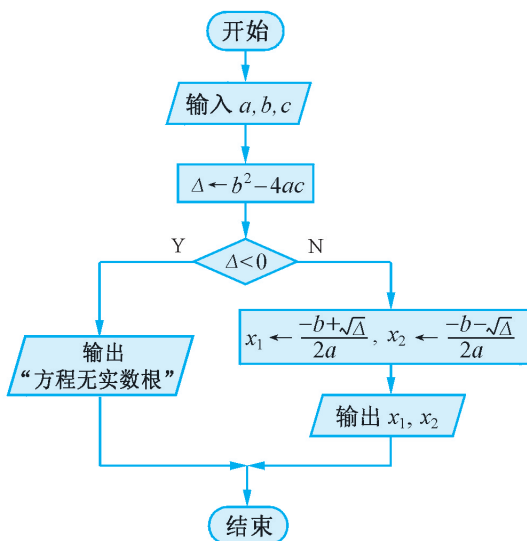 开始
输入 a, b, c
Δ←b²−4ac
Y
Δ<0
N
输出
“方程无实数根”
x₁ ← (−b+√Δ)/(2a) , x₂ ← (−b−√Δ)/(2a)
输出 x₁, x₂
结束